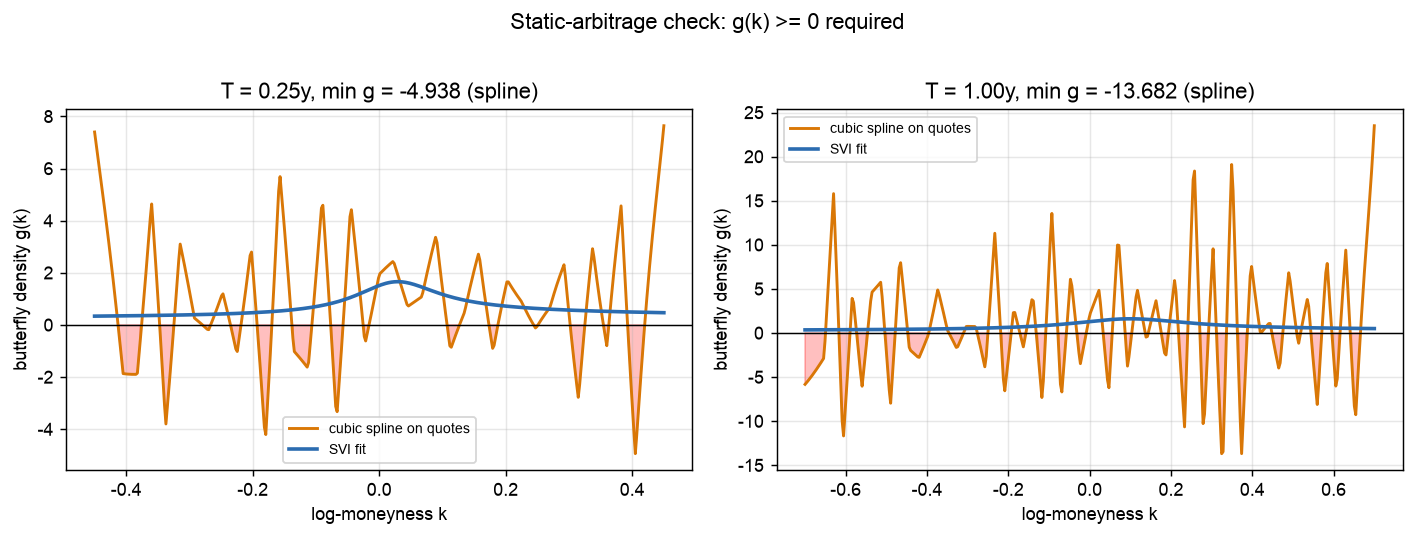 Static-arbitrage check: g(k) >= 0 required
T = 0.25y, min g = -4.938 (spline)
8
6
4
2
0
-2
-4
butterfly density g(k)
cubic spline on quotes
SVI fit
-0.4
-0.2
0.0
0.2
0.4
log-moneyness k
T = 1.00y, min g = -13.682 (spline)
25
20
15
10
5
0
-5
-10
-15
butterfly density g(k)
cubic spline on quotes
SVI fit
-0.6
-0.4
-0.2
0.0
0.2
0.4
0.6
log-moneyness k